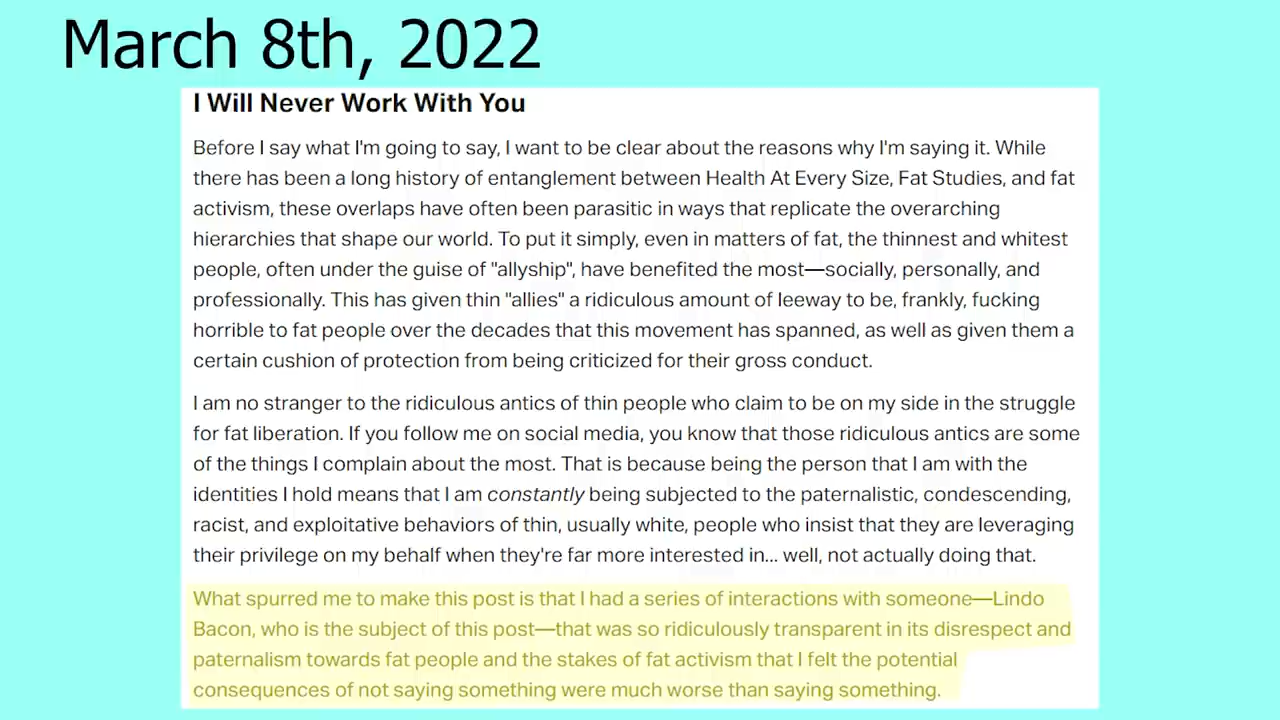 March 8th, 2022
I Will Never Work With You
Before I say what I'm going to say, I want to be clear about the reasons why I'm saying it. While
there has been a long history of entanglement between Health At Every Size, Fat Studies, and fat
activism, these overlaps have often been parasitic in ways that replicate the overarching
hierarchies that shape our world. To put it simply, even in matters of fat, the thinnest and whitest
people, often under the guise of "allyship", have benefited the most—socially, personally, and
professionally. This has given thin "allies" a ridiculous amount of leeway to be, frankly, fucking
horrible to fat people over the decades that this movement has spanned, as well as given them a
certain cushion of protection from being criticized for their gross conduct.
I am no stranger to the ridiculous antics of thin people who claim to be on my side in the struggle
for fat liberation. If you follow me on social media, you know that those ridiculous antics are some
of the things I complain about the most. That is because being the person that I am with the
identities I hold means that I am constantly being subjected to the paternalistic, condescending,
racist, and exploitative behaviors of thin, usually white, people who insist that they are leveraging
their privilege on my behalf when they're far more interested in... well, not actually doing that.
What spurred me to make this post is that I had a series of interactions with someone—Lindo
Bacon, who is the subject of this post—that was so ridiculously transparent in its disrespect and
paternalism towards fat people and the stakes of fat activism that I felt the potential
consequences of not saying something were much worse than saying something.